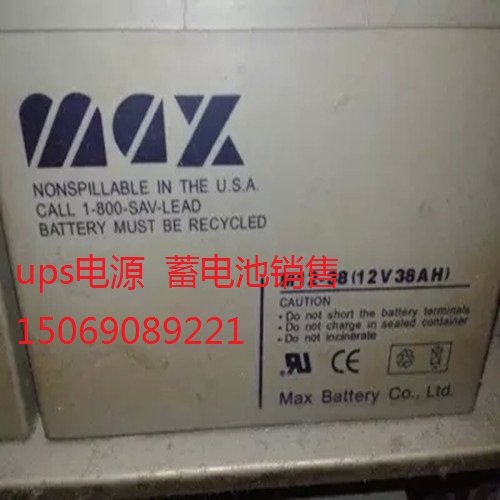 max
NONSPILLABLE IN THE U.S.A.
CALL 1-800-SAV-LEAD
BATTERY MUST BE RECYCLED
ups电源 蓄电池销售
(12V38AH)
15069089221
CAUTION
• Do not short the battery terminals
• Do not charge in sealed container
• Do not incinerate
CE
Max Battery Co., Ltd.